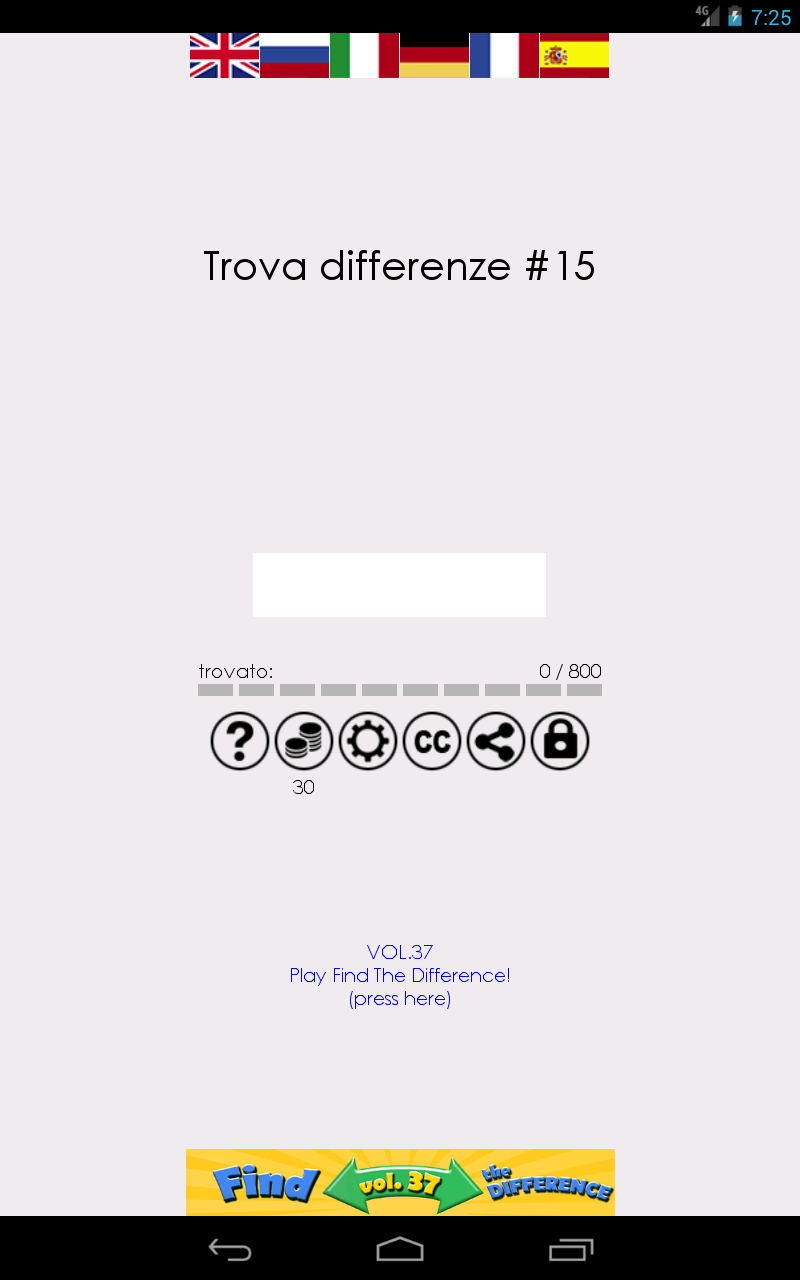 4G 7:25
Trova differenze #15
trovato: 0 / 800
? CC
30
VOL.37
Play Find The Difference!
(press here)
Find vol. 37 the DIFFERENCE